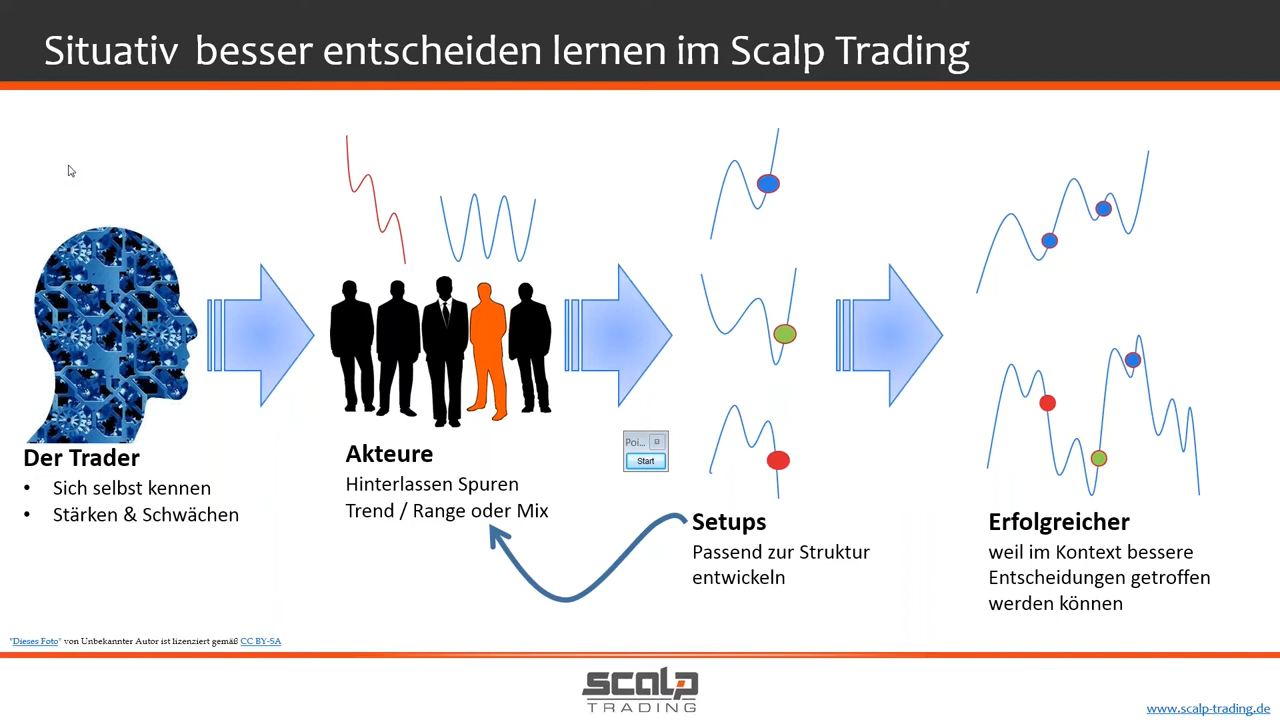 Situativ besser entscheiden lernen im Scalp Trading
Der Trader
• Sich selbst kennen
• Stärken & Schwächen
Akteure
Hinterlassen Spuren
Trend / Range oder Mix
Poi...
Start
Setups
Passend zur Struktur
entwickeln
Erfolgreicher
weil im Kontext bessere
Entscheidungen getroffen
werden können
"Dieses Foto" von Unbekannter Autor ist lizenziert gemäß CC BY-SA
scalp
TRADING
www.scalp-trading.de